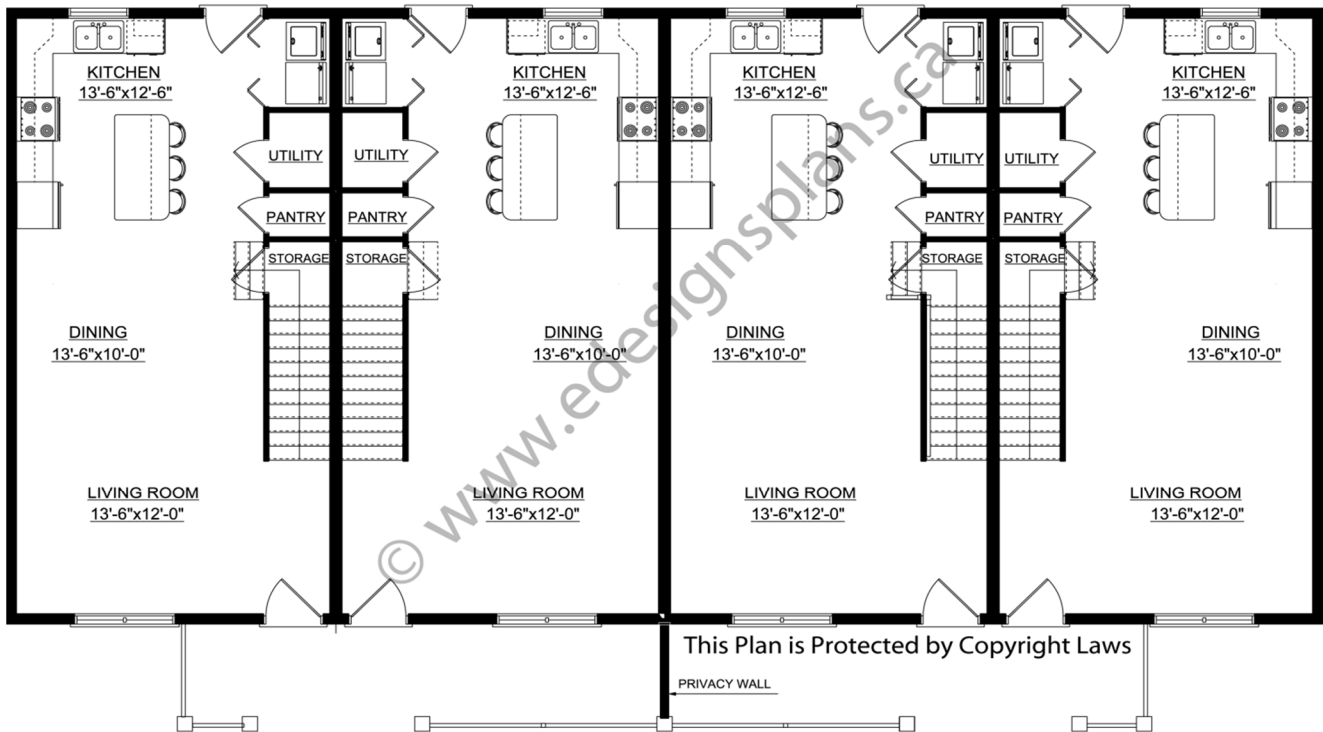 KITCHEN
13'-6"x12'-6"
KITCHEN
13'-6"x12'-6"
KITCHEN
13'-6"x12'-6"
KITCHEN
13'-6"x12'-6"
UTILITY
UTILITY
UTILITY
UTILITY
PANTRY
PANTRY
PANTRY
PANTRY
STORAGE
STORAGE
STORAGE
STORAGE
DINING
13'-6"x10'-0"
DINING
13'-6"x10'-0"
DINING
13'-6"x10'-0"
DINING
13'-6"x10'-0"
LIVING ROOM
13'-6"x12'-0"
LIVING ROOM
13'-6"x12'-0"
LIVING ROOM
13'-6"x12'-0"
LIVING ROOM
13'-6"x12'-0"
© www.edesignsplans.ca
This Plan is Protected by Copyright Laws
PRIVACY WALL